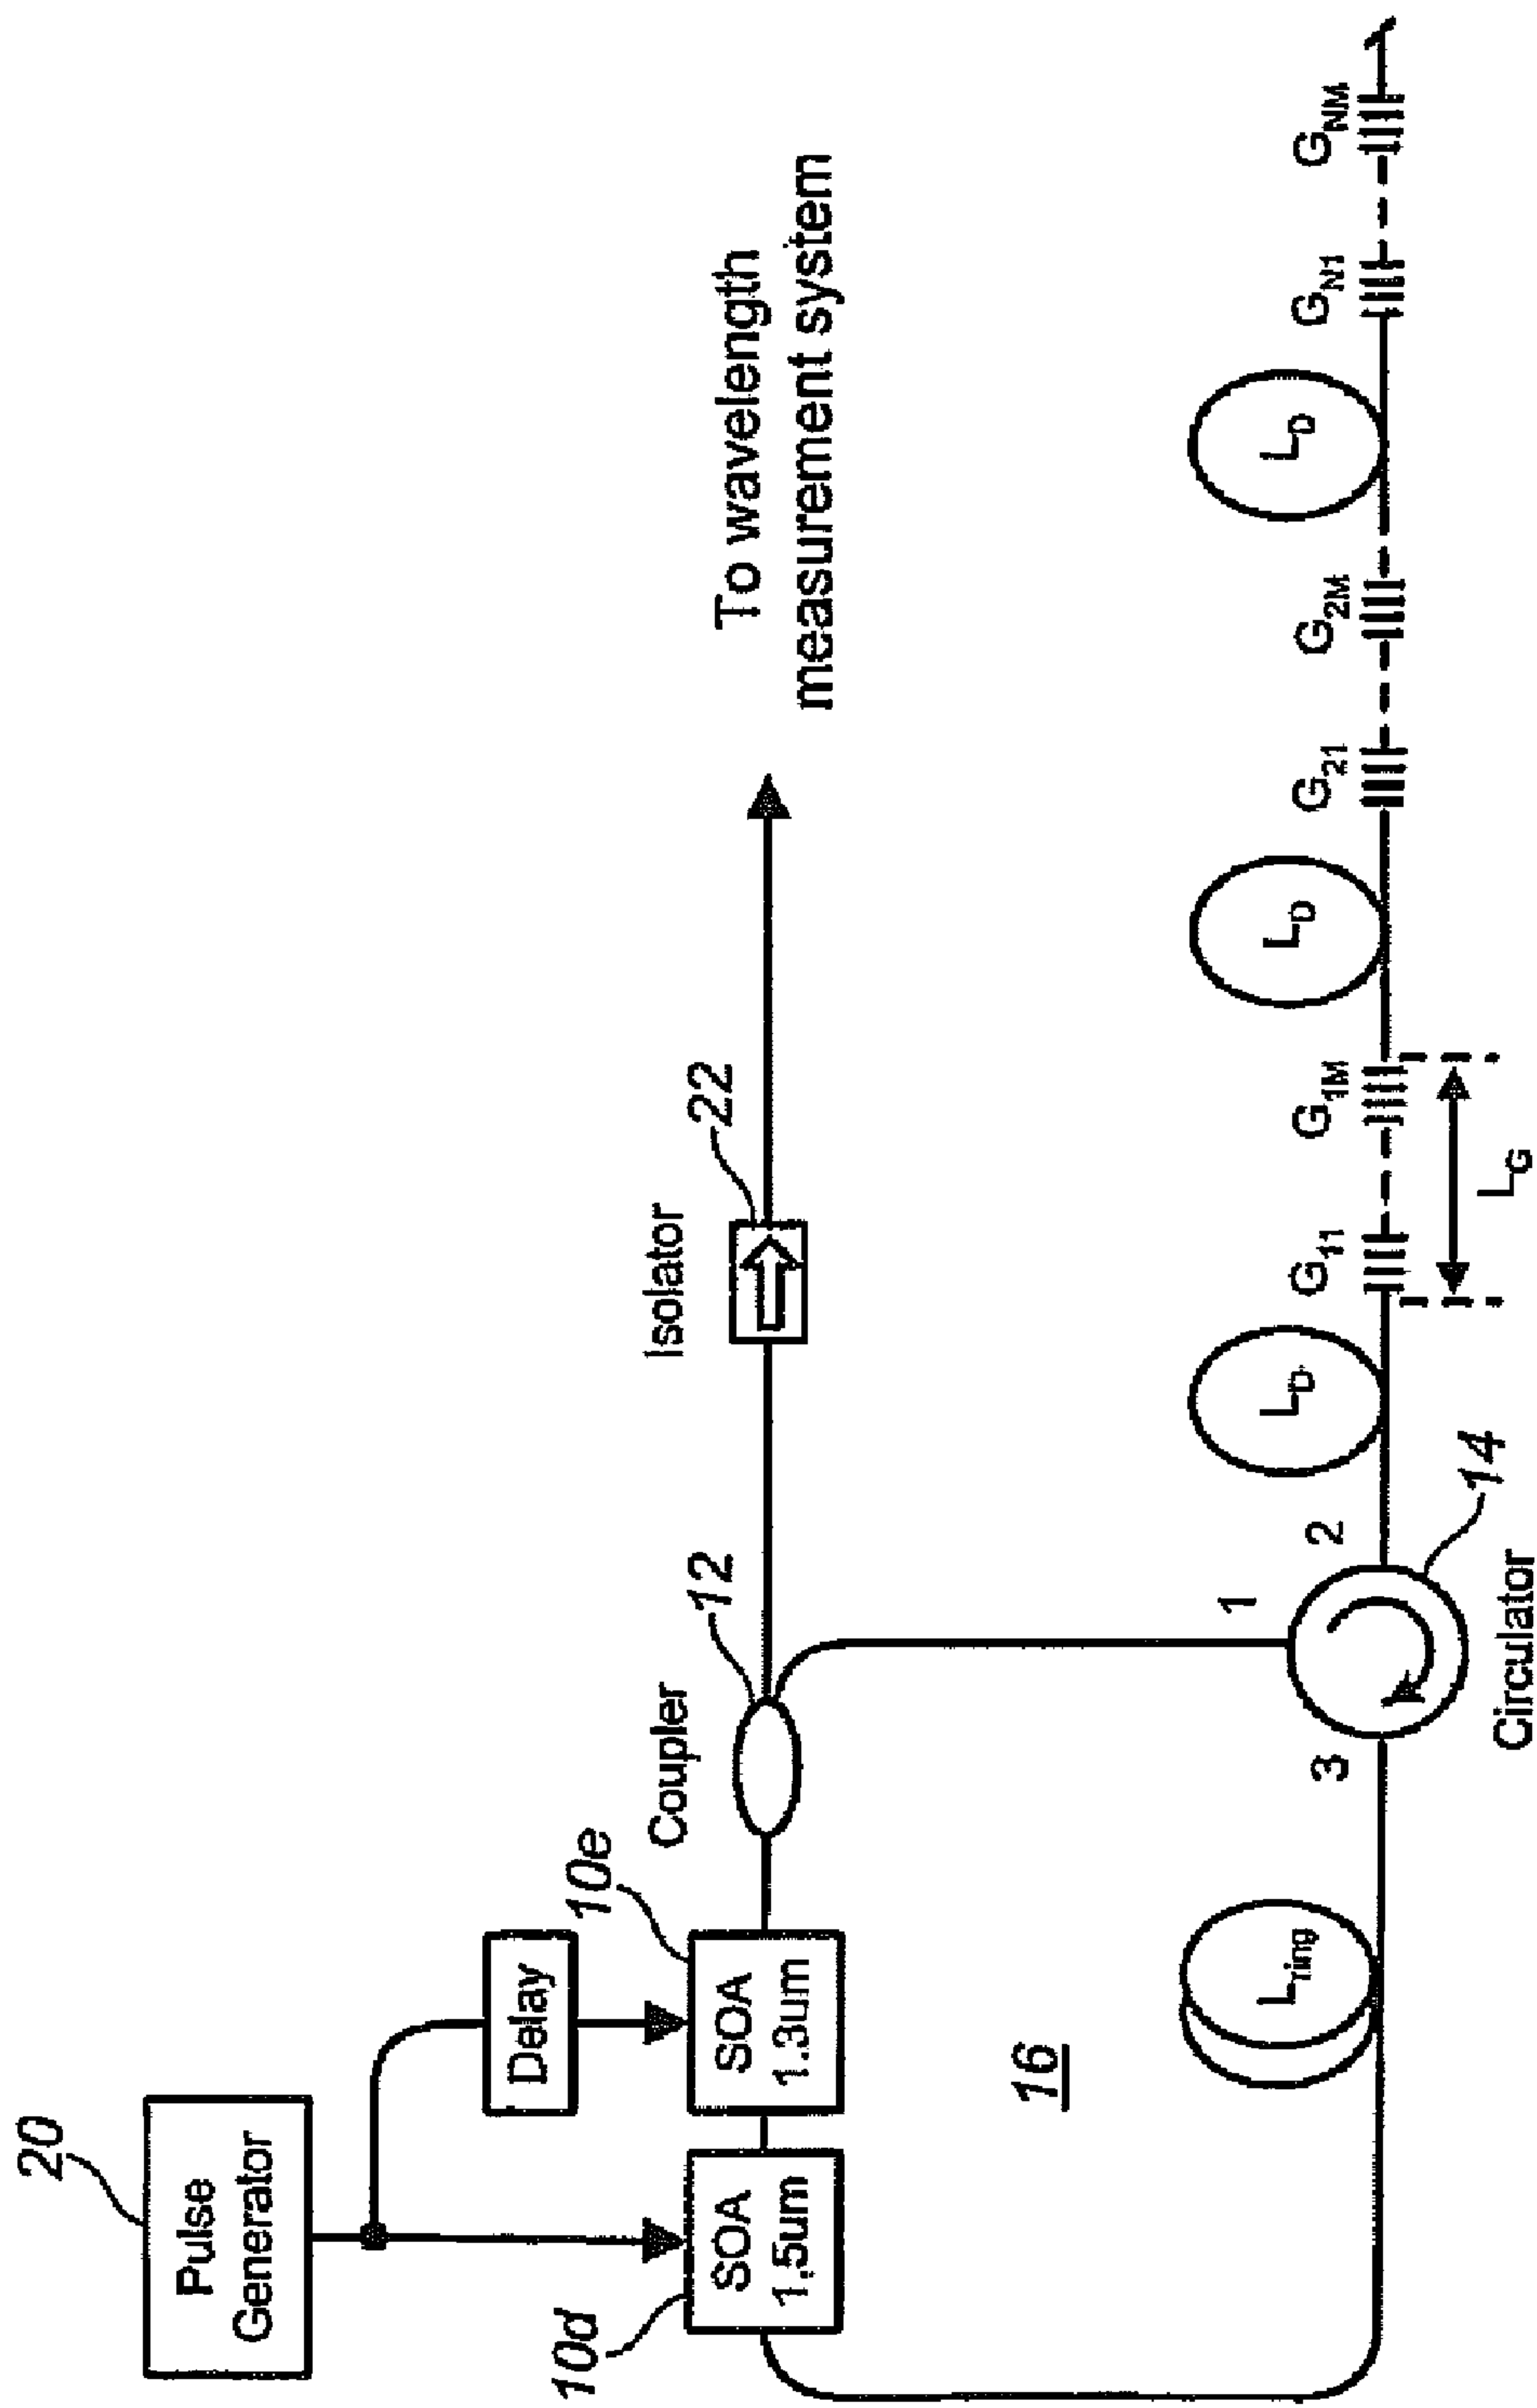 20
Pulse
Generator
Delay
10d
SOA
1.5um
10e
SOA
1.3um
Coupler
12
Isolator
22
To wavelength
measurement system
16
L_ring
3
1
2
Circulator
14
L_D
G_11
G_1M
L_G
L_D
G_21
G_2M
L_D
G_N1
G_NM